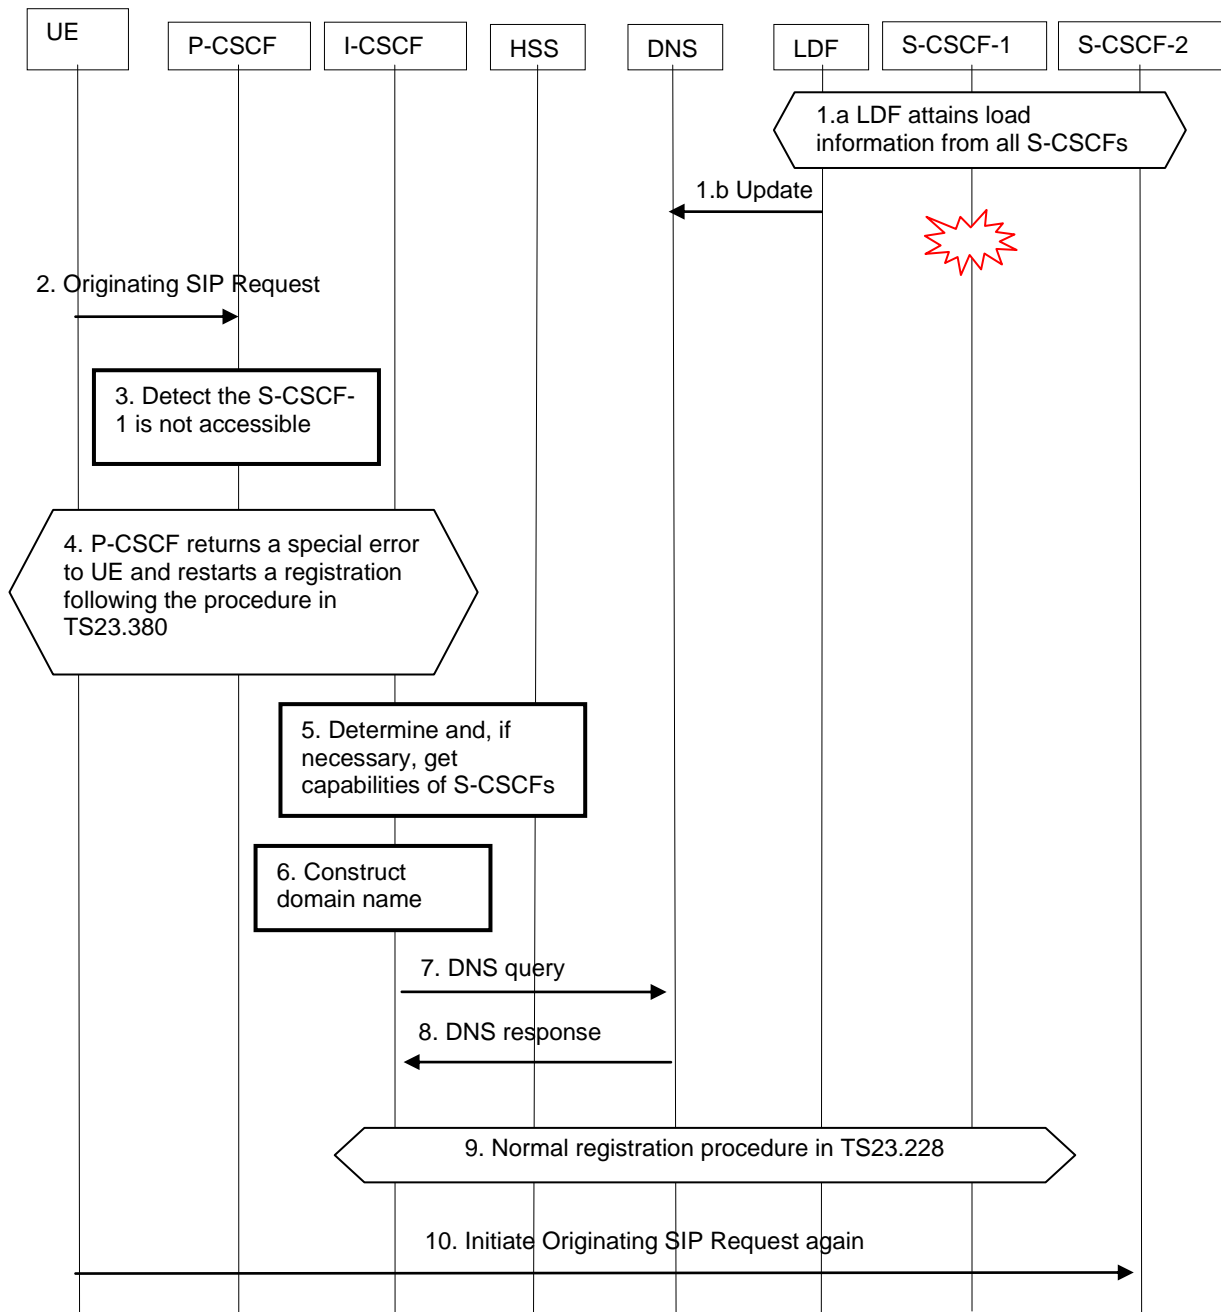 UE
P-CSCF
I-CSCF
HSS
DNS
LDF
S-CSCF-1
S-CSCF-2
1.a LDF attains load
information from all S-CSCFs
1.b Update
2. Originating SIP Request
3. Detect the S-CSCF-
1 is not accessible
4. P-CSCF returns a special error
to UE and restarts a registration
following the procedure in
TS23.380
5. Determine and, if
necessary, get
capabilities of S-CSCFs
6. Construct
domain name
7. DNS query
8. DNS response
9. Normal registration procedure in TS23.228
10. Initiate Originating SIP Request again